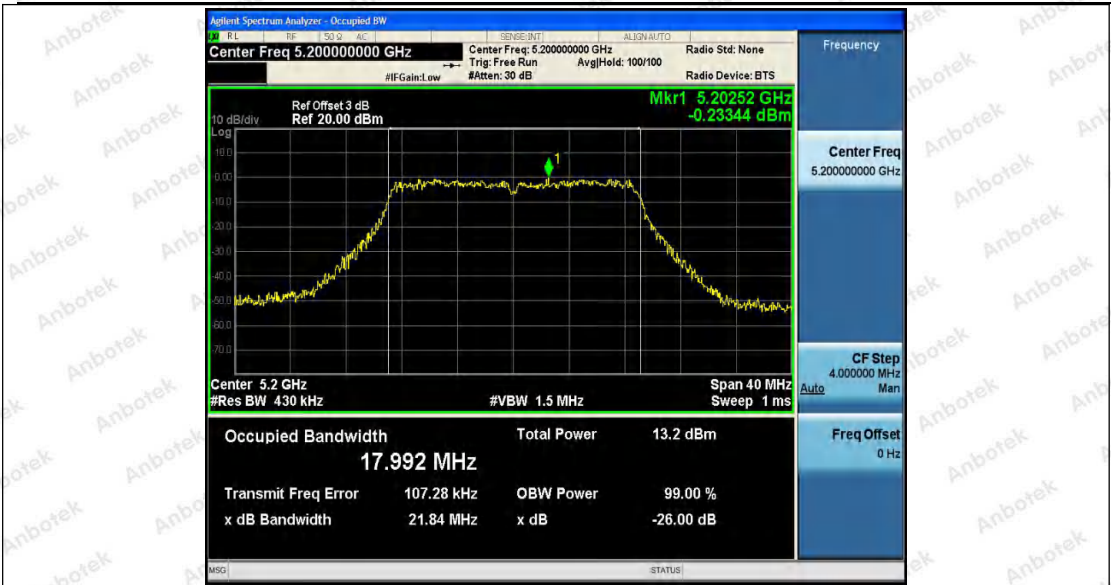 Agilent Spectrum Analyzer - Occupied BW
RL RF 50 Ω AC SENSE:INT ALIGN AUTO
Center Freq 5.200000000 GHz
Center Freq: 5.200000000 GHz Radio Std: None
Trig: Free Run Avg|Hold: 100/100
#IFGain:Low #Atten: 30 dB Radio Device: BTS
Frequency
Mkr1 5.20252 GHz
-0.23344 dBm
Ref Offset 3 dB
10 dB/div Ref 20.00 dBm
Log
10.0
0.00
-10.0
-20.0
-30.0
-40.0
-50.0
-60.0
-70.0
1
Center 5.2 GHz Span 40 MHz
#Res BW 430 kHz #VBW 1.5 MHz Sweep 1 ms
Occupied Bandwidth Total Power 13.2 dBm
17.992 MHz
Transmit Freq Error 107.28 kHz OBW Power 99.00 %
x dB Bandwidth 21.84 MHz x dB -26.00 dB
Center Freq
5.200000000 GHz
CF Step
4.000000 MHz
Auto Man
Freq Offset
0 Hz
MSG STATUS
Anbotek